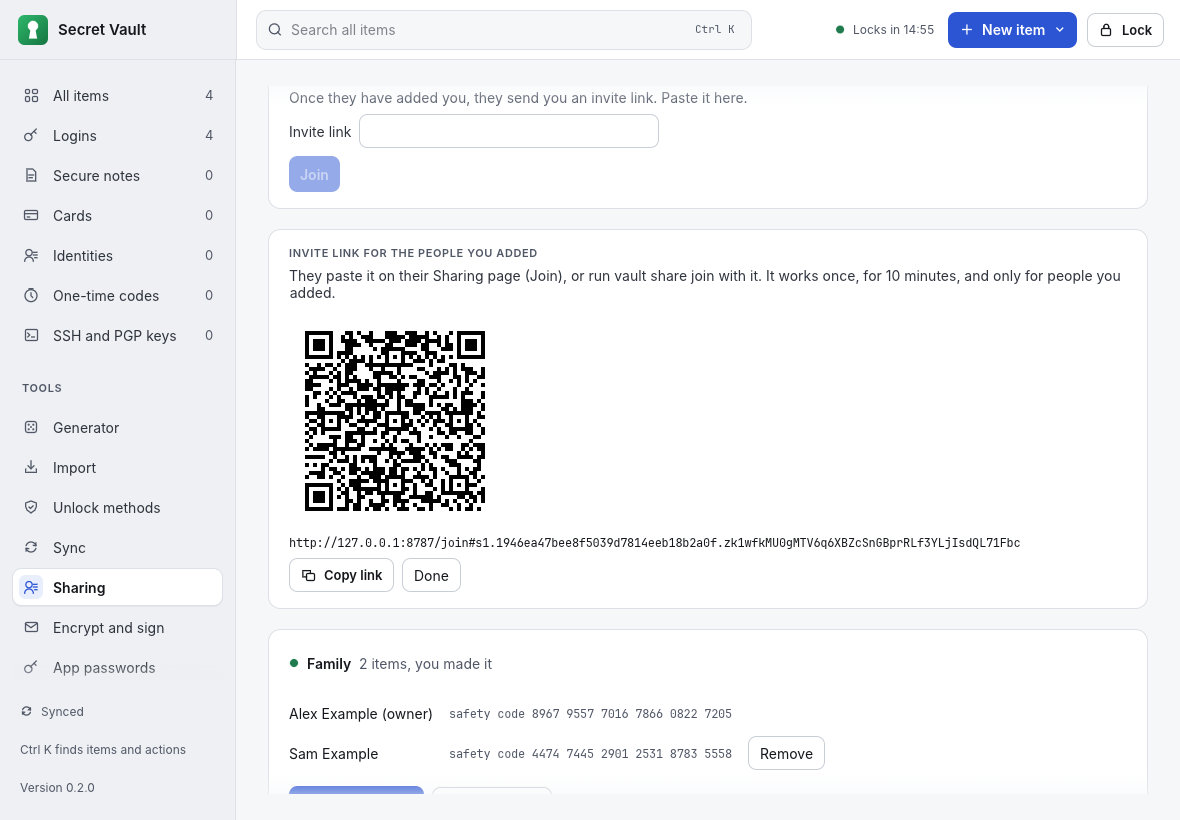 Secret Vault
Search all items
Ctrl K
Locks in 14:55
New item
Lock
All items 4
Logins 4
Secure notes 0
Cards 0
Identities 0
One-time codes 0
SSH and PGP keys 0
TOOLS
Generator
Import
Unlock methods
Sync
Sharing
Encrypt and sign
App passwords
Synced
Ctrl K finds items and actions
Version 0.2.0
Once they have added you, they send you an invite link. Paste it here.
Invite link
Join
INVITE LINK FOR THE PEOPLE YOU ADDED
They paste it on their Sharing page (Join), or run vault share join with it. It works once, for 10 minutes, and only for people you
added.
http://127.0.0.1:8787/join#s1.1946ea47bee8f5039d7814eeb18b2a0f.zk1wfkMU0gMTV6q6XBZcSnGBprRLf3YLjIsdQL71Fbc
Copy link
Done
Family 2 items, you made it
Alex Example (owner) safety code 8967 9557 7016 7866 0822 7205
Sam Example safety code 4474 7445 2901 2531 8783 5558 Remove